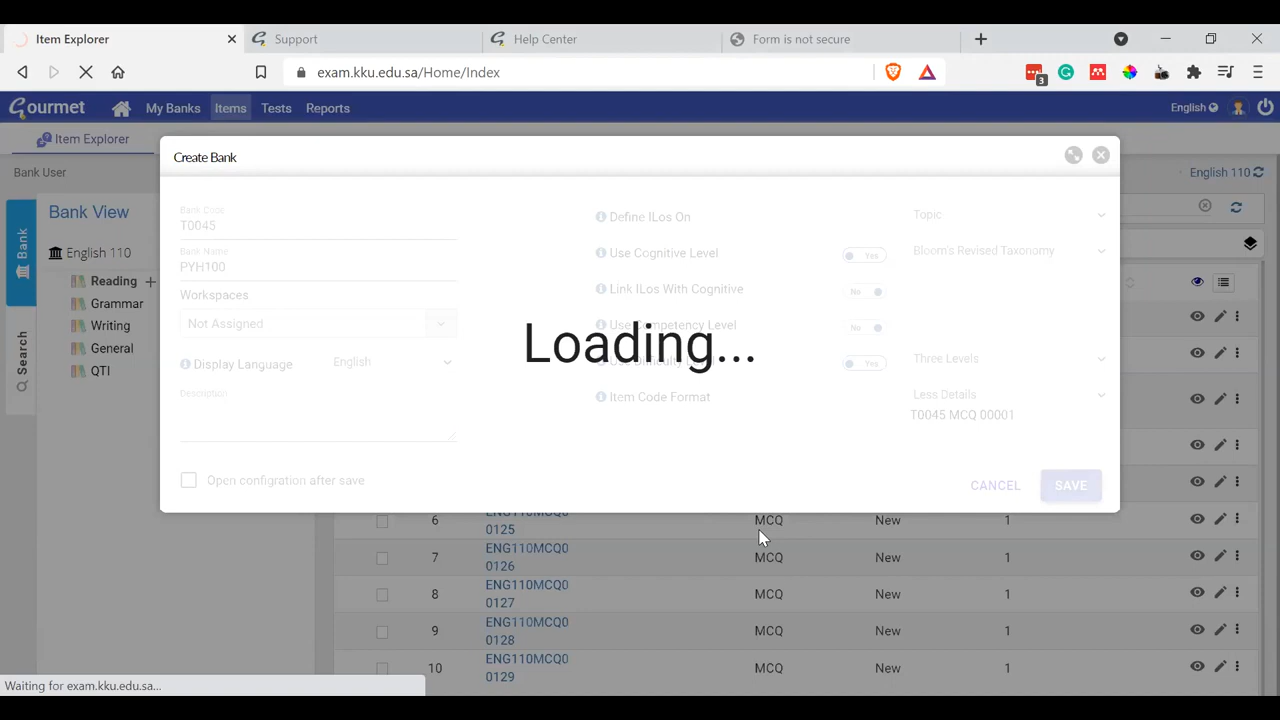 Item Explorer
Support
Help Center
Form is not secure
exam.kku.edu.sa/Home/Index
3
Gourmet
My Banks
Items
Tests
Reports
English
Item Explorer
Bank User
English 110
Create Bank
Bank View
Bank
Search
English 110
Reading
Grammar
Writing
General
QTI
Bank Code
T0045
Bank Name
PYH100
Workspaces
Not Assigned
Display Language
English
Description
Open configration after save
Define ILos On
Topic
Use Cognitive Level
Yes
Bloom's Revised Taxonomy
Link ILos With Cognitive
No
Use Competency Level
No
Loading...
Yes
Three Levels
Item Code Format
Less Details
T0045 MCQ 00001
CANCEL
SAVE
6 ENG110MCQ0 MCQ New 1
0125
7 ENG110MCQ0 MCQ New 1
0126
8 ENG110MCQ0 MCQ New 1
0127
9 ENG110MCQ0 MCQ New 1
0128
10 ENG110MCQ0 MCQ New 1
0129
Waiting for exam.kku.edu.sa...